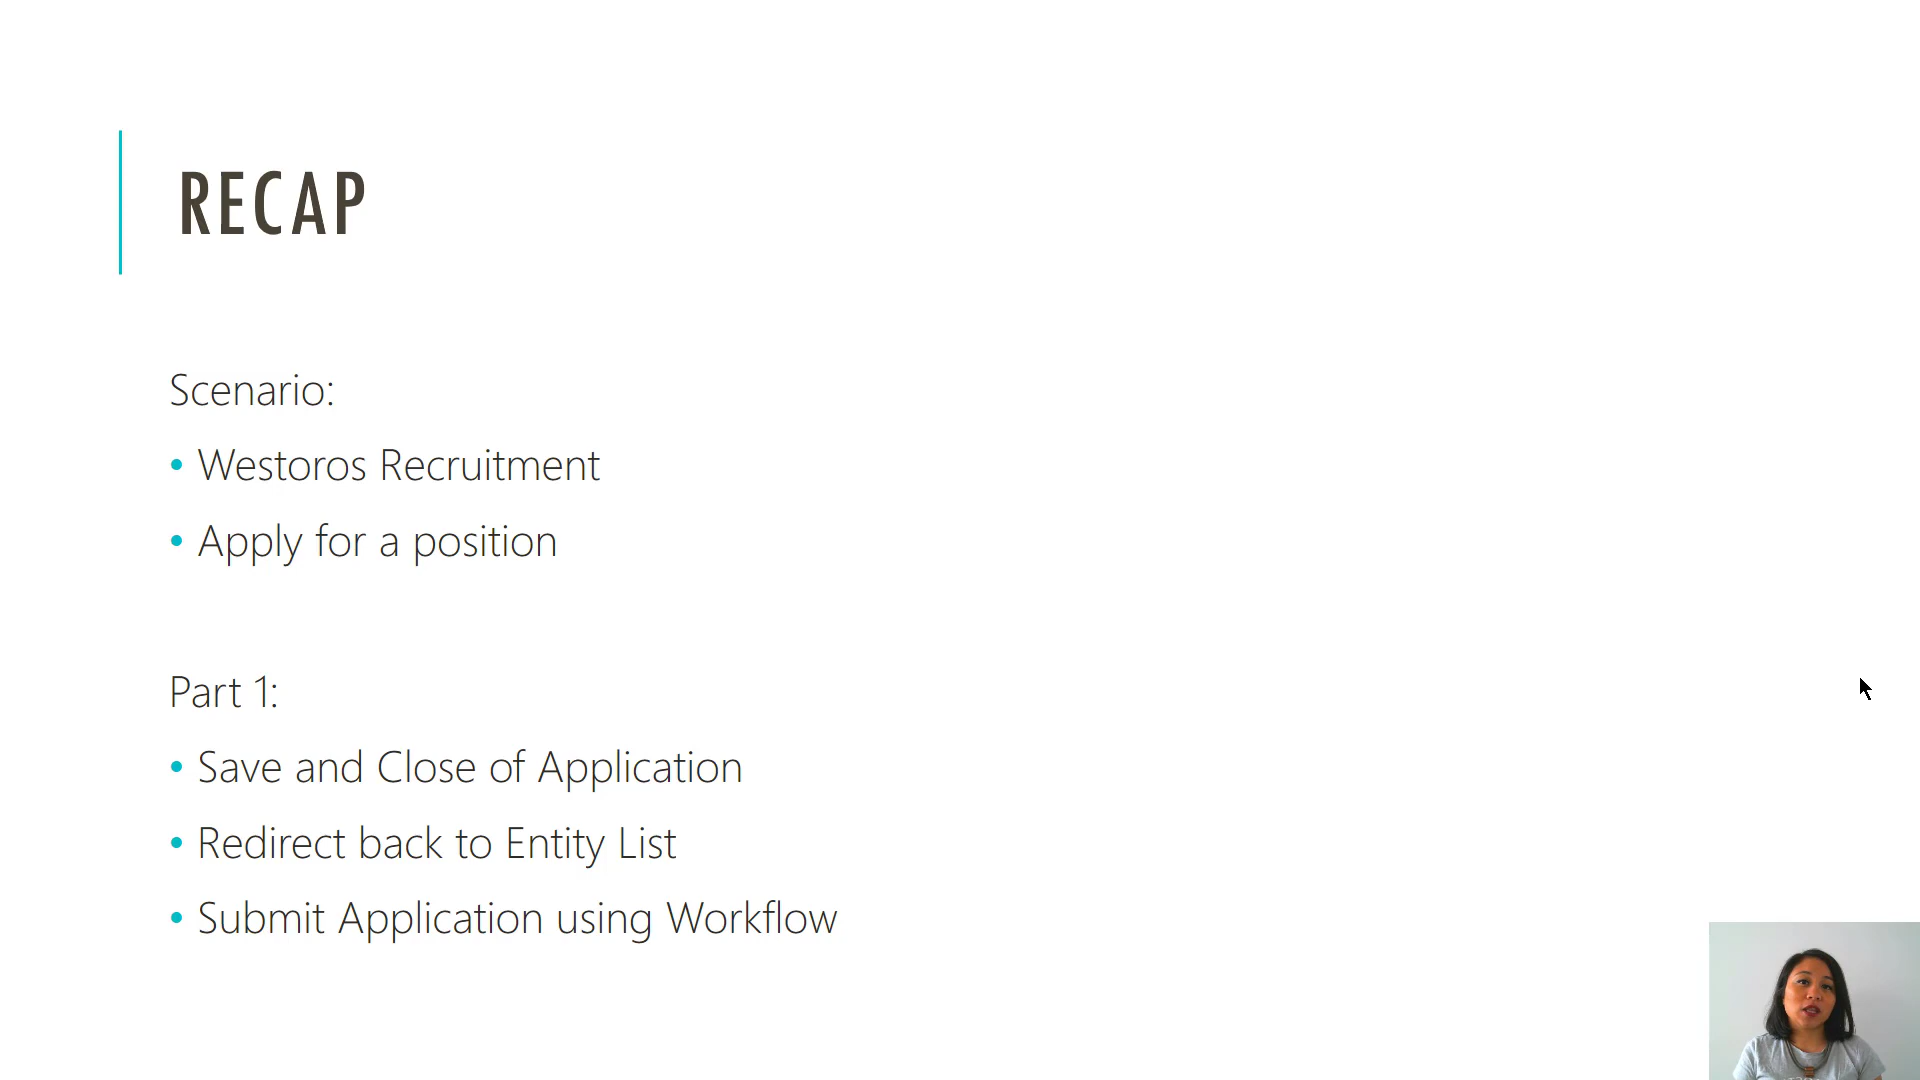 RECAP
Scenario:
• Westoros Recruitment
• Apply for a position
Part 1:
• Save and Close of Application
• Redirect back to Entity List
• Submit Application using Workflow